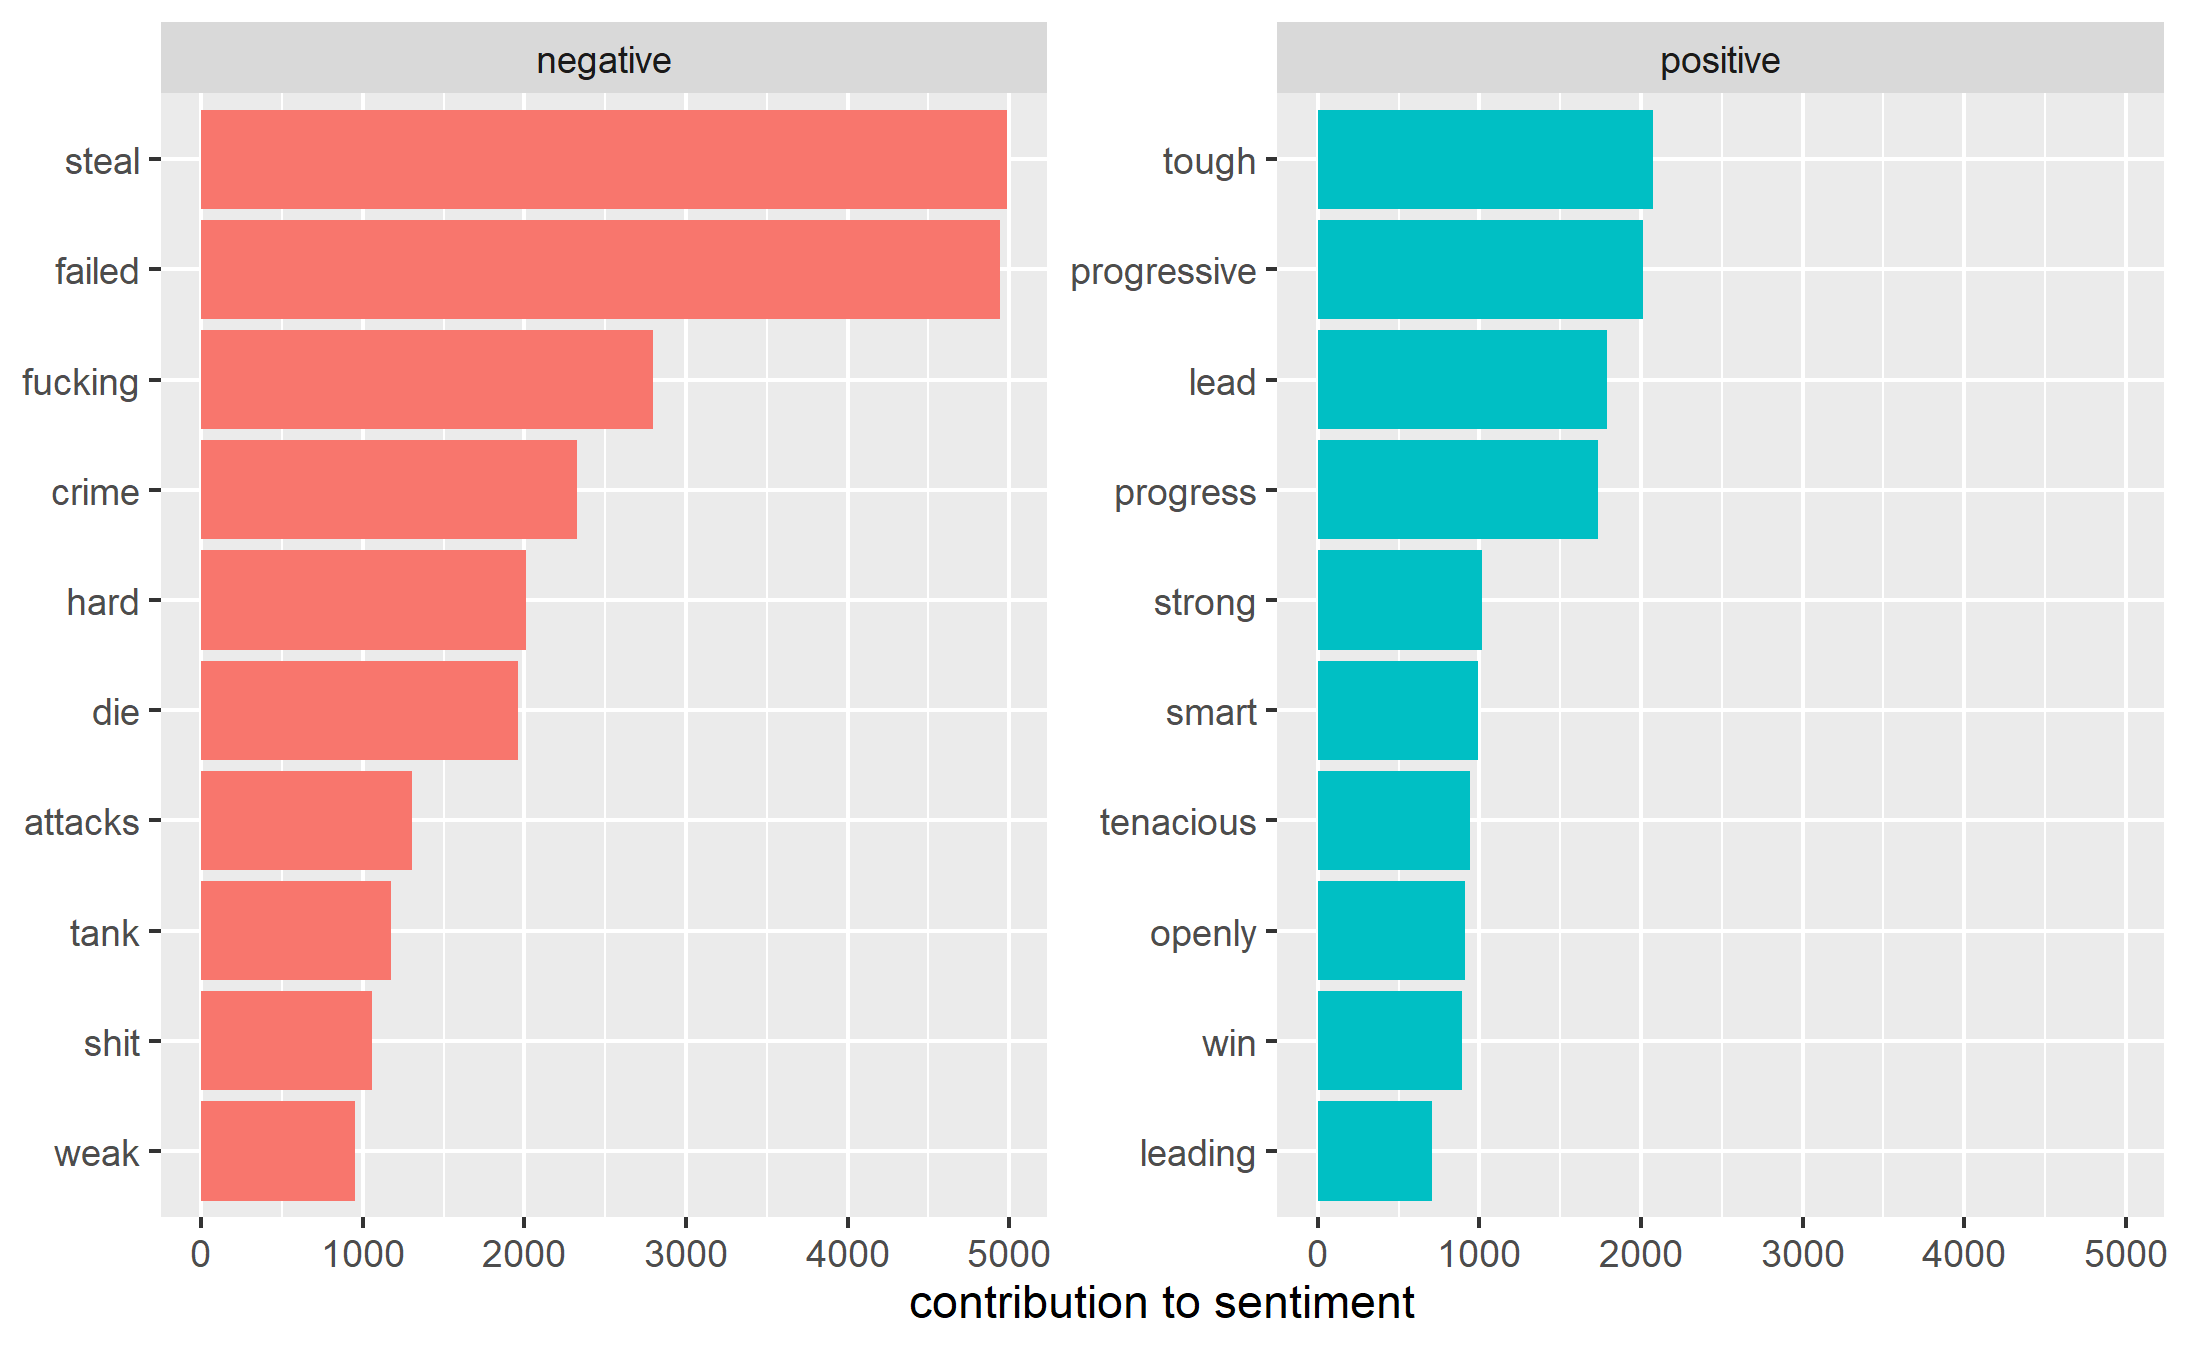 negative
steal
failed
fucking
crime
hard
die
attacks
tank
shit
weak
0 1000 2000 3000 4000 5000
positive
tough
progressive
lead
progress
strong
smart
tenacious
openly
win
leading
0 1000 2000 3000 4000 5000
contribution to sentiment